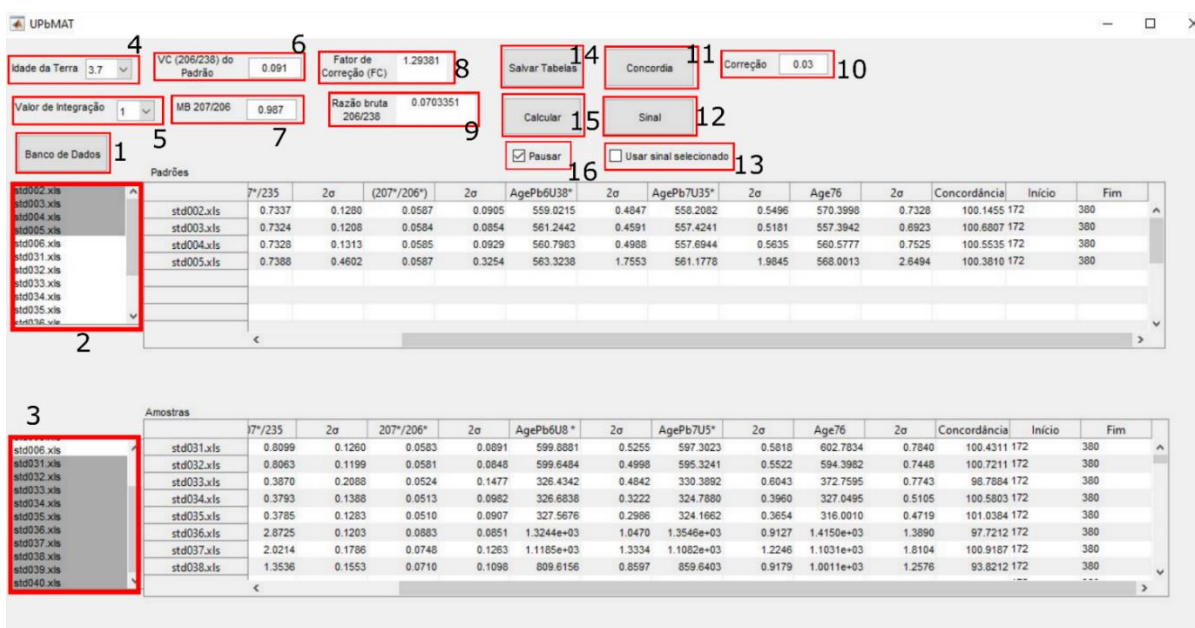 UPbMAT
4
6
8
14
11
10
Idade da Terra 3.7
VC (206/238) do Padrão 0.091
Fator de Correção (FC) 1.29381
Salvar Tabelas
Concordia
Correção 0.03
Valor de Integração 1
5
MB 207/206 0.987
7
Razão bruta 206/238 0.0703351
9
Calcular 15
Sinal 12
Banco de Dados 1
Pausar 16
Usar sinal selecionado 13
Padrões
std002.xls
std003.xls
std004.xls
std005.xls
std006.xls
std031.xls
std032.xls
std033.xls
std034.xls
std035.xls
std036.xls
2
7*/235 2σ (207*/206*) 2σ AgePb6U38* 2σ AgePb7U35* 2σ Age76 2σ Concordância Início Fim
std002.xls 0.7337 0.1280 0.0587 0.0905 559.0215 0.4847 558.2082 0.5496 570.3998 0.7328 100.1455 172 380
std003.xls 0.7324 0.1208 0.0584 0.0854 561.2442 0.4591 557.4241 0.5181 557.3942 0.6923 100.6807 172 380
std004.xls 0.7328 0.1313 0.0585 0.0929 560.7983 0.4988 557.6944 0.5635 560.5777 0.7525 100.5535 172 380
std005.xls 0.7388 0.4602 0.0587 0.3254 563.3238 1.7553 561.1778 1.9845 568.0013 2.6494 100.3810 172 380
3
Amostras
std006.xls
std031.xls
std032.xls
std033.xls
std034.xls
std035.xls
std036.xls
std037.xls
std038.xls
std039.xls
std040.xls
)7*/235 2σ 207*/206* 2σ AgePb6U8 * 2σ AgePb7U5* 2σ Age76 2σ Concordância Início Fim
std031.xls 0.8099 0.1260 0.0583 0.0891 599.8881 0.5255 597.3023 0.5818 602.7834 0.7840 100.4311 172 380
std032.xls 0.8063 0.1199 0.0581 0.0848 599.6484 0.4998 595.3241 0.5522 594.3982 0.7448 100.7211 172 380
std033.xls 0.3870 0.2088 0.0524 0.1477 326.4342 0.4842 330.3892 0.6043 372.7595 0.7743 98.7884 172 380
std034.xls 0.3793 0.1388 0.0513 0.0982 326.6838 0.3222 324.7880 0.3960 327.0495 0.5105 100.5803 172 380
std035.xls 0.3785 0.1283 0.0510 0.0907 327.5676 0.2986 324.1662 0.3654 316.0010 0.4719 101.0384 172 380
std036.xls 2.8725 0.1203 0.0883 0.0851 1.3244e+03 1.0470 1.3546e+03 0.9127 1.4150e+03 1.3890 97.7212 172 380
std037.xls 2.0214 0.1786 0.0748 0.1263 1.1185e+03 1.3334 1.1082e+03 1.2246 1.1031e+03 1.8104 100.9187 172 380
std038.xls 1.3536 0.1553 0.0710 0.1098 809.6156 0.8597 859.6403 0.9179 1.0011e+03 1.2576 93.8212 172 380